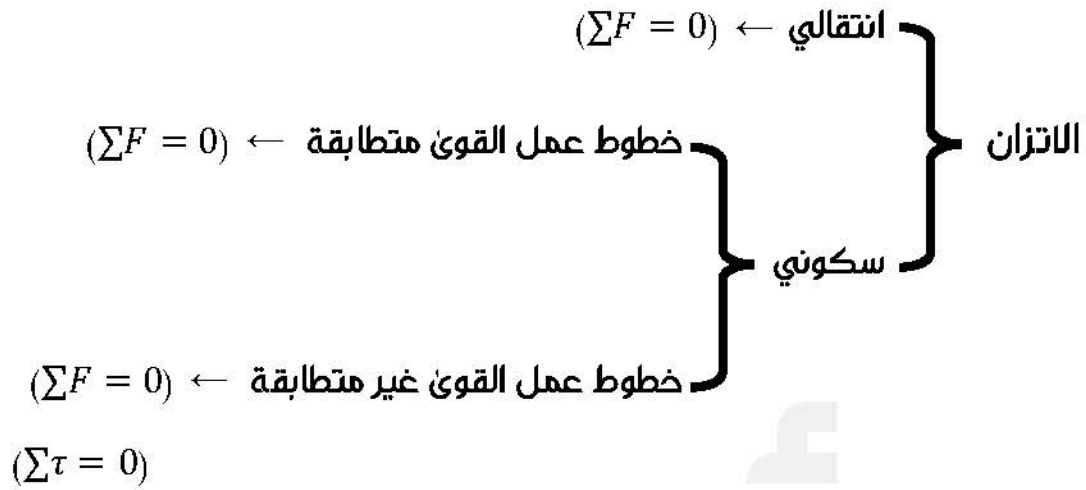 انتقالي ← (∑F = 0)
الاتزان
خطوط عمل القوى متطابقة ← (∑F = 0)
سكوني
خطوط عمل القوى غير متطابقة ← (∑F = 0)
(∑τ = 0)